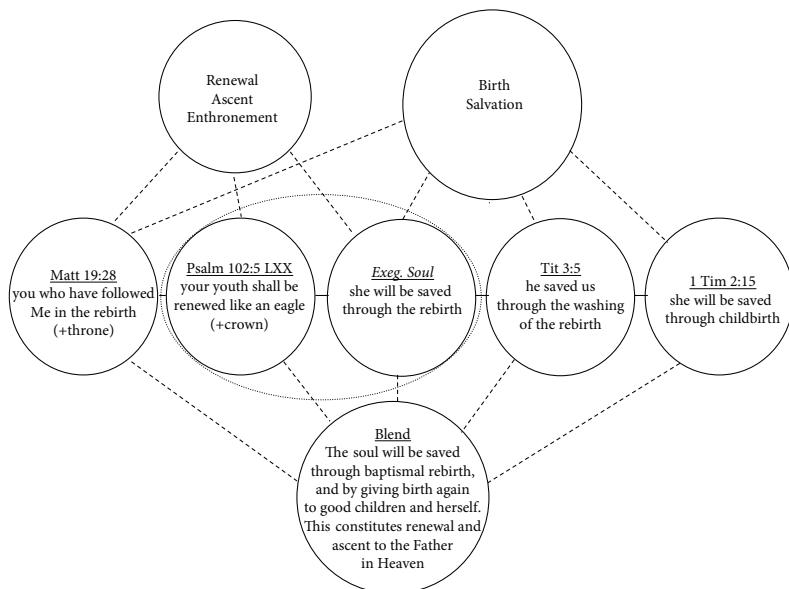 Renewal
Ascent
Enthronement
Birth
Salvation
Matt 19:28
you who have followed
Me in the rebirth
(+throne)
Psalm 102:5 LXX
your youth shall be
renewed like an eagle
(+crown)
Exeg. Soul
she will be saved
through the rebirth
Tit 3:5
he saved us
through the washing
of the rebirth
1 Tim 2:15
she will be saved
through childbirth
Blend
The soul will be saved
through baptismal rebirth,
and by giving birth again
to good children and herself.
This constitutes renewal and
ascent to the Father
in Heaven